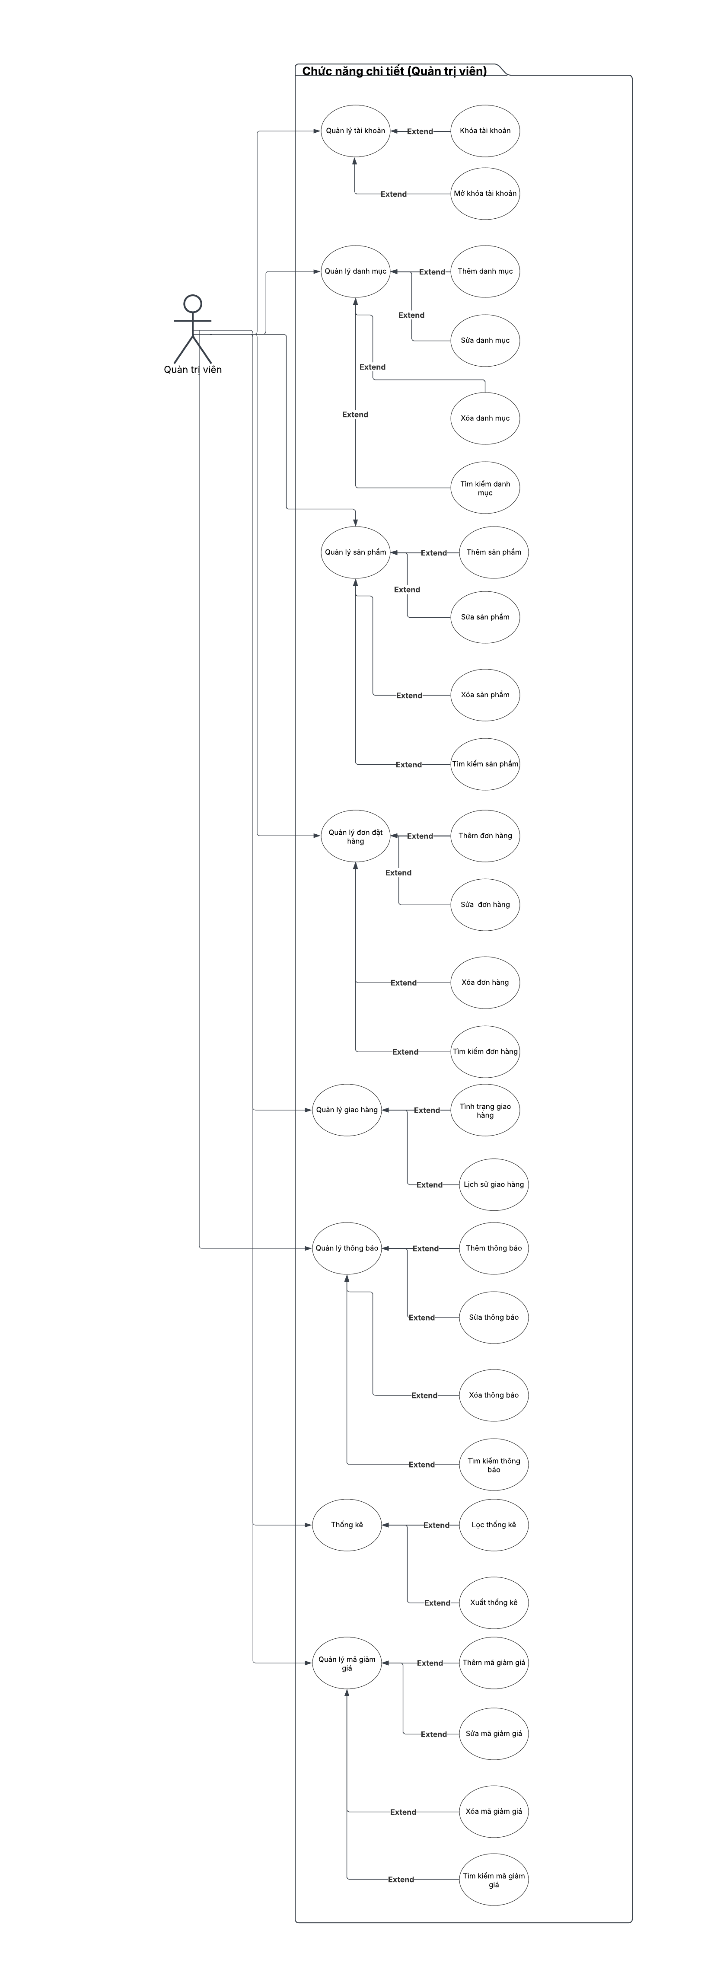 Chức năng chi tiết (Quản trị viên)
Quản lý tài khoản
Extend
Khóa tài khoản
Extend
Mở khóa tài khoản
Quản lý danh mục
Extend
Thêm danh mục
Extend
Sửa danh mục
Quản trị viên
Extend
Extend
Xóa danh mục
Tìm kiếm danh
mục
Quản lý sản phẩm
Extend
Thêm sản phẩm
Extend
Sửa sản phẩm
Extend
Xóa sản phẩm
Extend
Tìm kiếm sản phẩm
Quản lý đơn đặt
hàng
Extend
Thêm đơn hàng
Extend
Sửa  đơn hàng
Extend
Xóa đơn hàng
Extend
Tìm kiếm đơn hàng
Quản lý giao hàng
Extend
Tình trạng giao
hàng
Extend
Lịch sử giao hàng
Quản lý thông báo
Extend
Thêm thông báo
Extend
Sửa thông báo
Extend
Xóa thông báo
Extend
Tìm kiếm thông
báo
Thống kê
Extend
Lọc thống kê
Extend
Xuất thống kê
Quản lý mã giảm
giá
Extend
Thêm mã giảm giá
Extend
Sửa mã giảm giá
Extend
Xóa mã giảm giá
Extend
Tìm kiếm mã giảm
giá